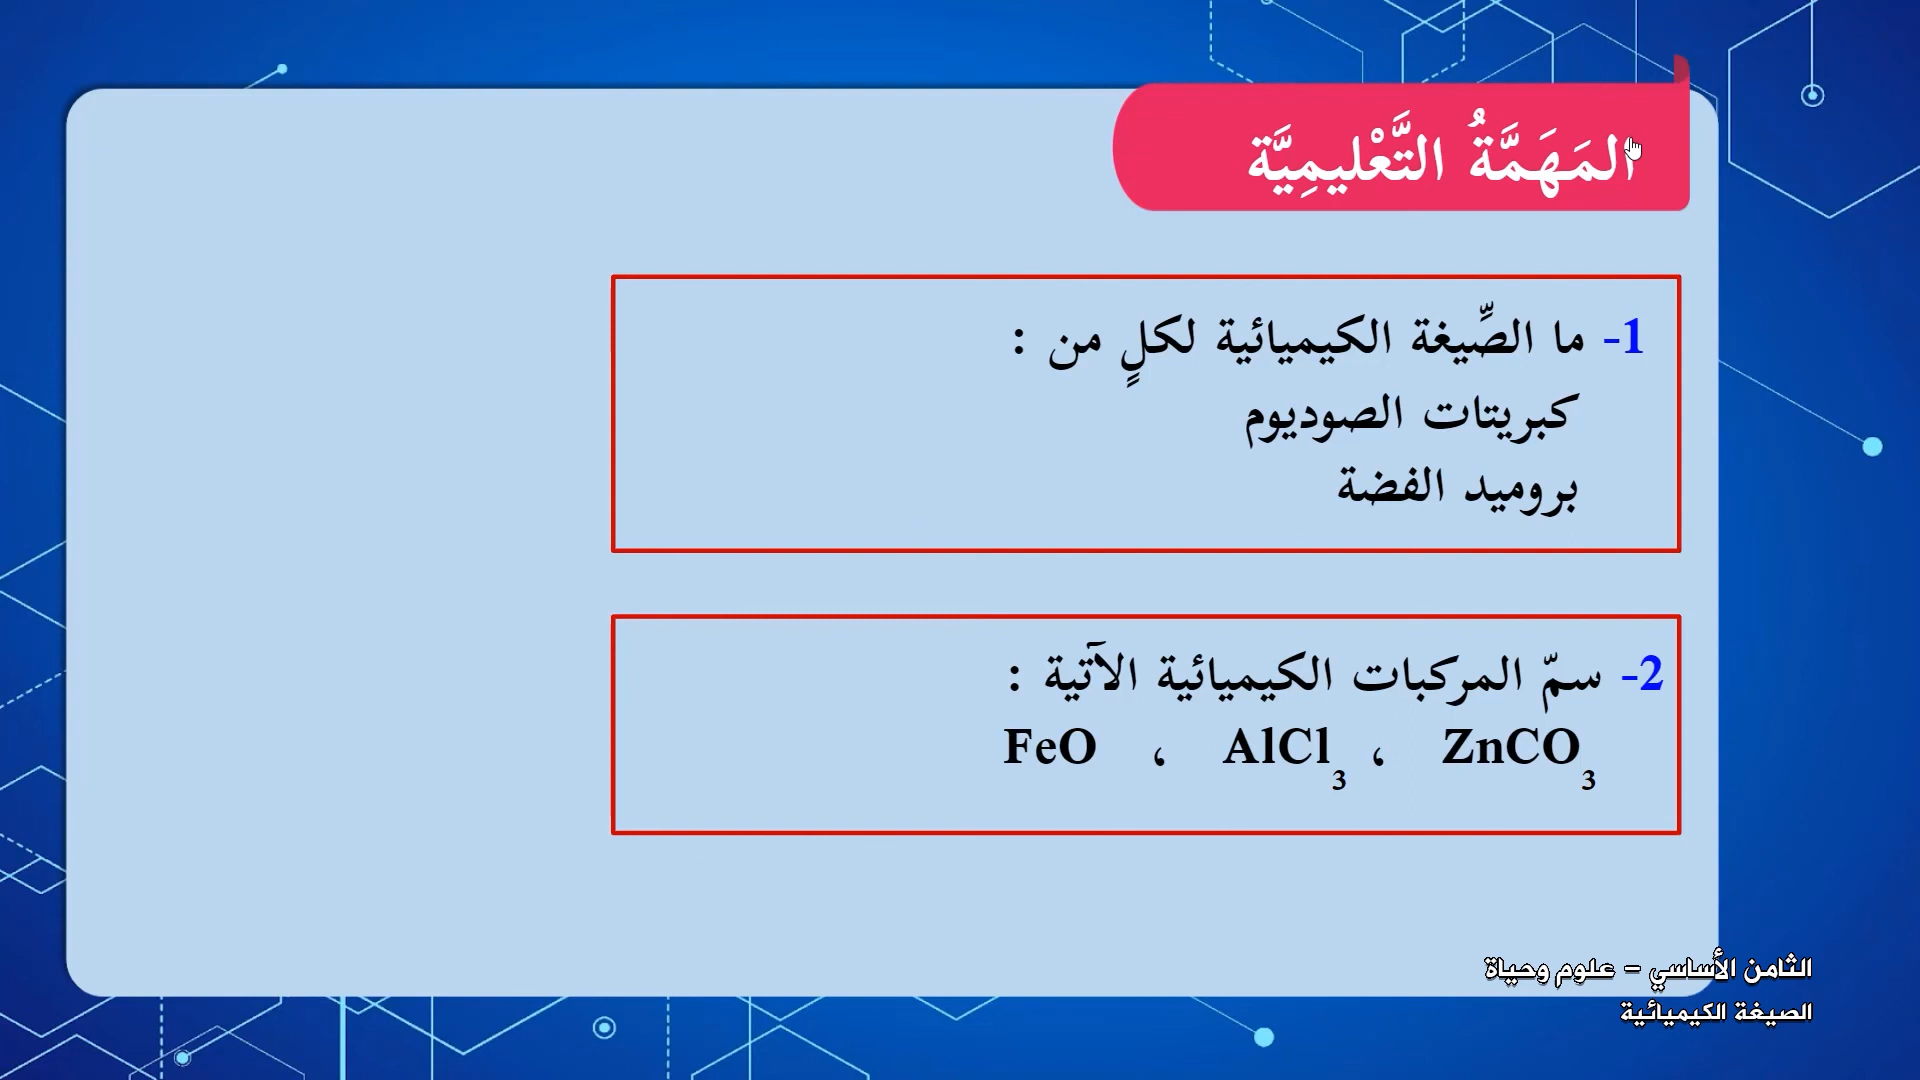 المَهَمَّةُ التَّعْليمِيَّة
1- ما الصِّيغة الكيميائية لكلٍ من :
كبريتات الصوديوم
بروميد الفضة
2- سمّ المركبات الكيميائية الآتية :
ZnCO3 ، AlCl3 ، FeO
الثامن الأساسي – علوم وحياة
الصيغة الكيميائية